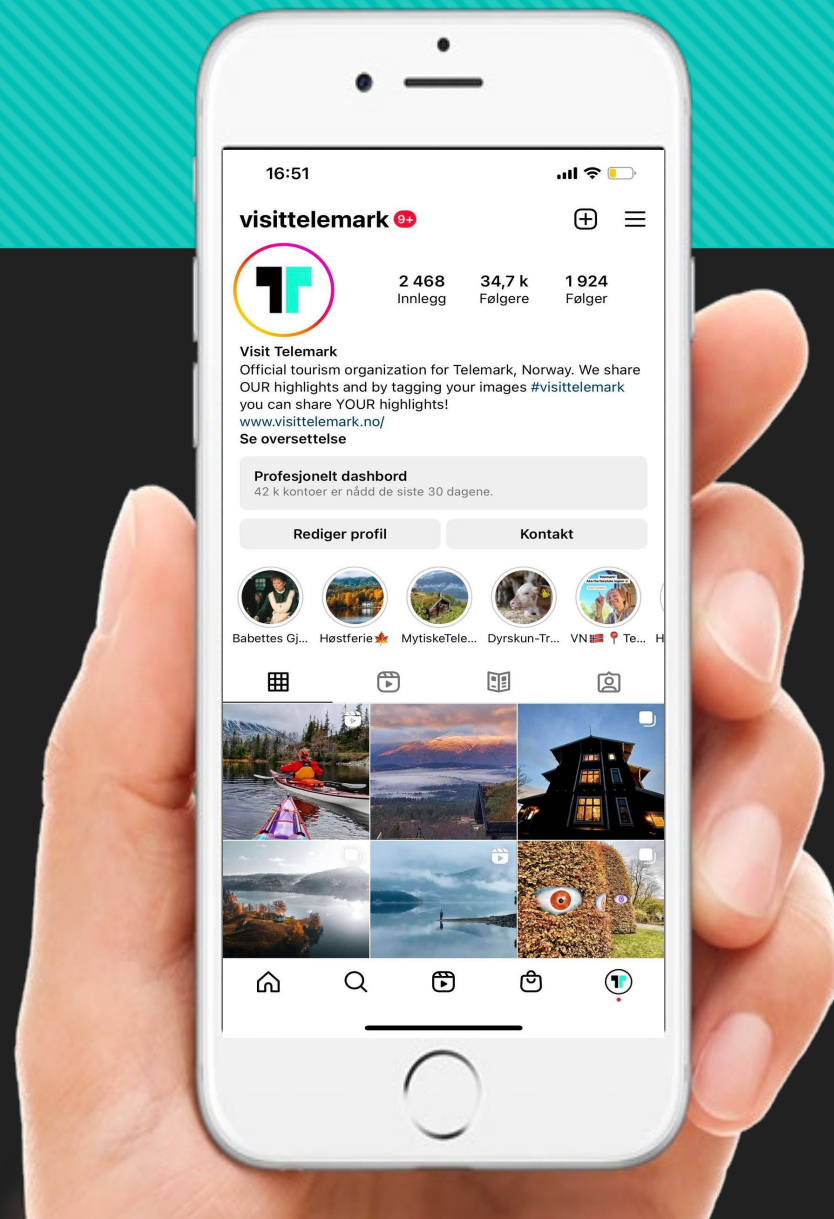 16:51
visittelemark 9+
2 468 34,7 k 1 924
Innlegg Følgere Følger
Visit Telemark
Official tourism organization for Telemark, Norway. We share
OUR highlights and by tagging your images #visittelemark
you can share YOUR highlights!
www.visittelemark.no/
Se oversettelse
Profesjonelt dashbord
42 k kontoer er nådd de siste 30 dagene.
Rediger profil Kontakt
Babettes Gj... Høstferie🍁 MytiskeTele... Dyrskun-Tr... VN🇳🇴📍Te... H